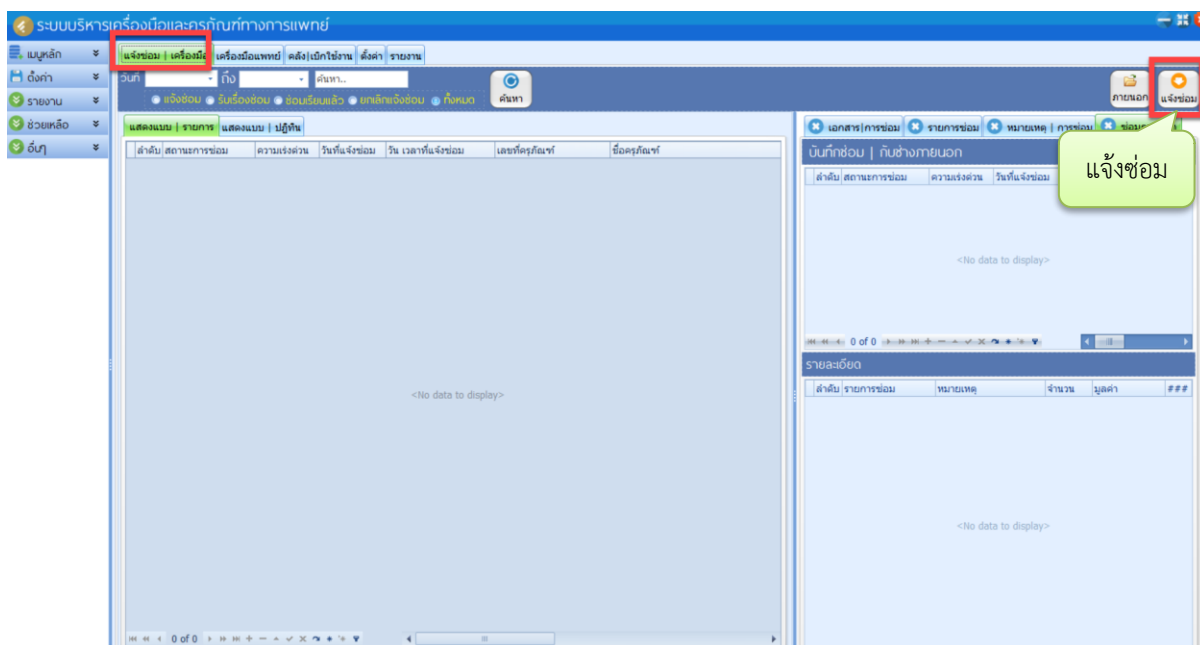 ระบบบริหารเครื่องมือและครุภัณฑ์ทางการแพทย์
เมนูหลัก
ตั้งค่า
รายงาน
ช่วยเหลือ
อื่นๆ
แจ้งซ่อม | เครื่องมือ เครื่องมือแพทย์ คลัง|เบิกใช้งาน ตั้งค่า รายงาน
วันที่ ถึง ค้นหา..
แจ้งซ่อม รับเรื่องซ่อม ซ่อมเรียบแล้ว ยกเลิกแจ้งซ่อม ทั้งหมด
ค้นหา
ภายนอก แจ้งซ่อม
แสดงแบบ | รายการ แสดงแบบ | ปฏิทิน
ลำดับ สถานะการซ่อม ความเร่งด่วน วันที่แจ้งซ่อม วัน เวลาที่แจ้งซ่อม เลขที่ครุภัณฑ์ ชื่อครุภัณฑ์
<No data to display>
0 of 0
เอกสาร|การซ่อม รายการซ่อม หมายเหตุ | การซ่อม
แจ้งซ่อม
บันทึกซ่อม | กับช่างภายนอก
ลำดับ สถานะการซ่อม ความเร่งด่วน วันที่แจ้งซ่อม
<No data to display>
0 of 0
รายละเอียด
ลำดับ รายการซ่อม หมายเหตุ จำนวน มูลค่า ###
<No data to display>